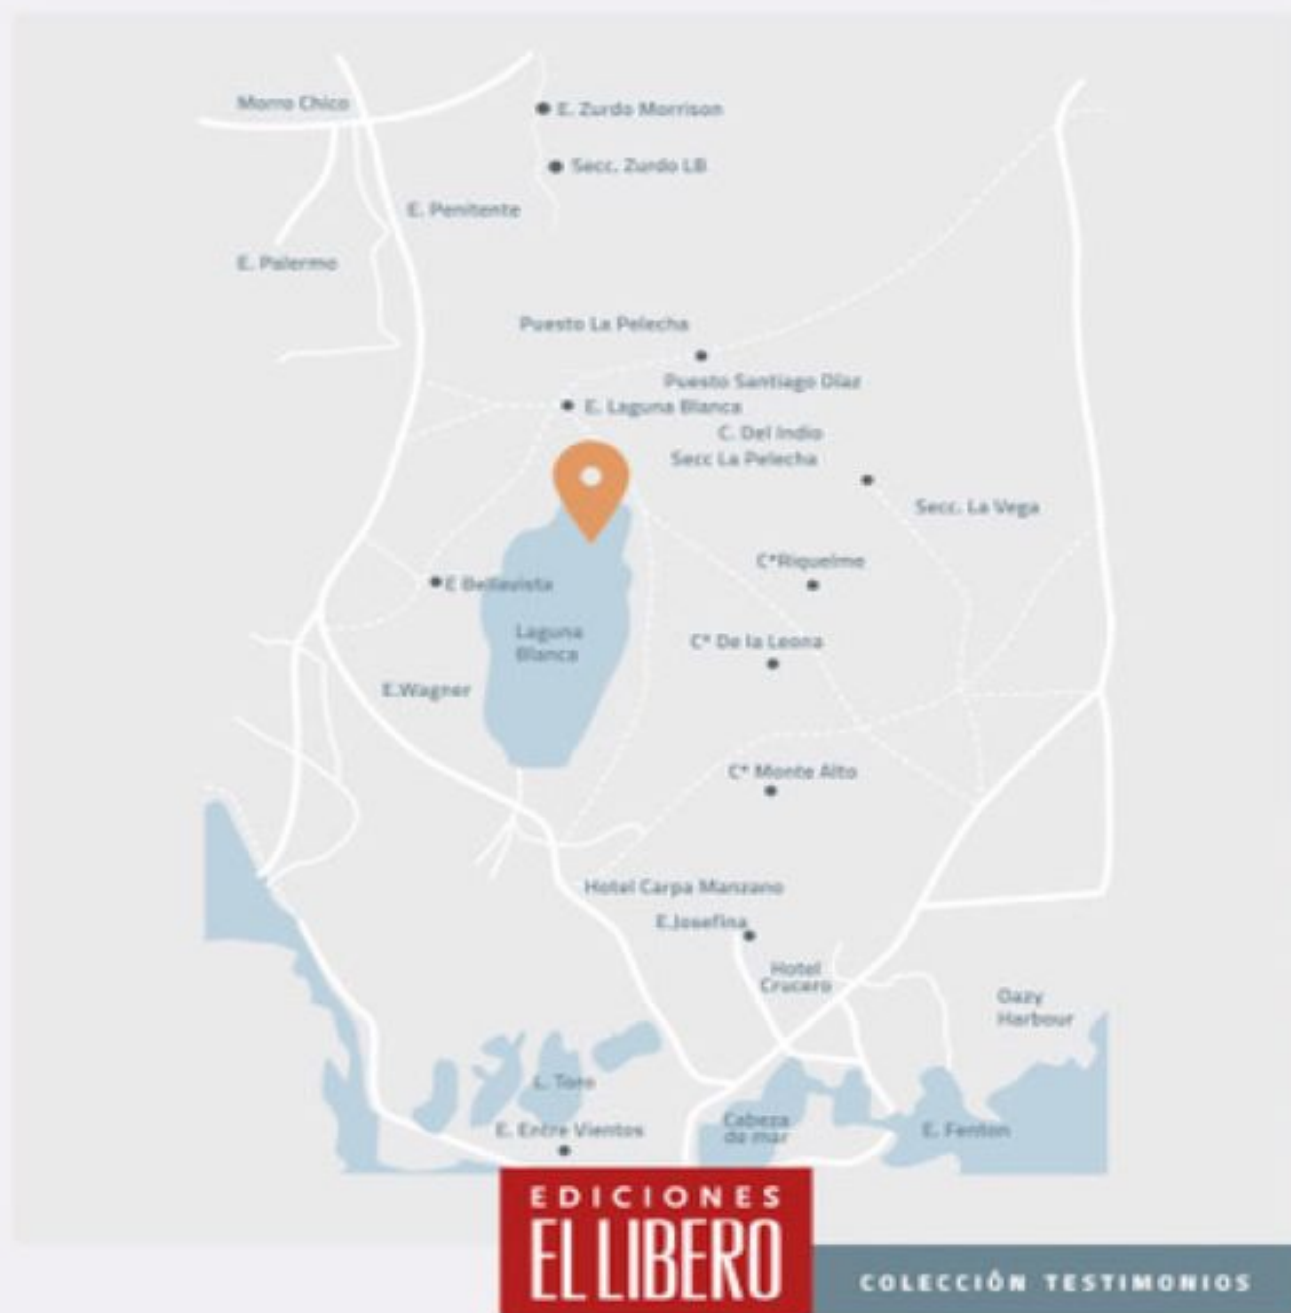 Morro Chico
E. Zurdo Morrison
Secc. Zurdo LB
E. Penitente
E. Palermo
Puesto La Pelecha
Puesto Santiago Díaz
E. Laguna Blanca
C. Del Indio
Secc La Pelecha
Secc. La Vega
C*Riquelme
E Bellavista
Laguna
Blanca
C* De la Leona
E.Wagner
C* Monte Alto
Hotel Carpa Manzano
E.Josefina
Hotel
Crucero
Oazy
Harbour
L. Toro
E. Entre Vientos
Cabeza
de mar
E. Fenton
EDICIONES
EL LIBERO
COLECCIÓN TESTIMONIOS